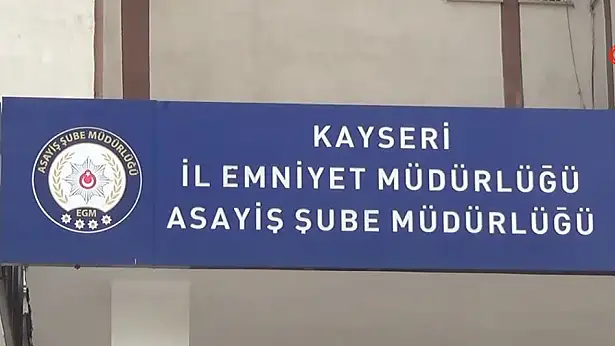 KAYSERİ
İL EMNİYET MÜDÜRLÜĞÜ
ASAYİŞ ŞUBE MÜDÜRLÜĞÜ
ASAYİŞ ŞUBE MÜDÜRLÜĞÜ
EGM